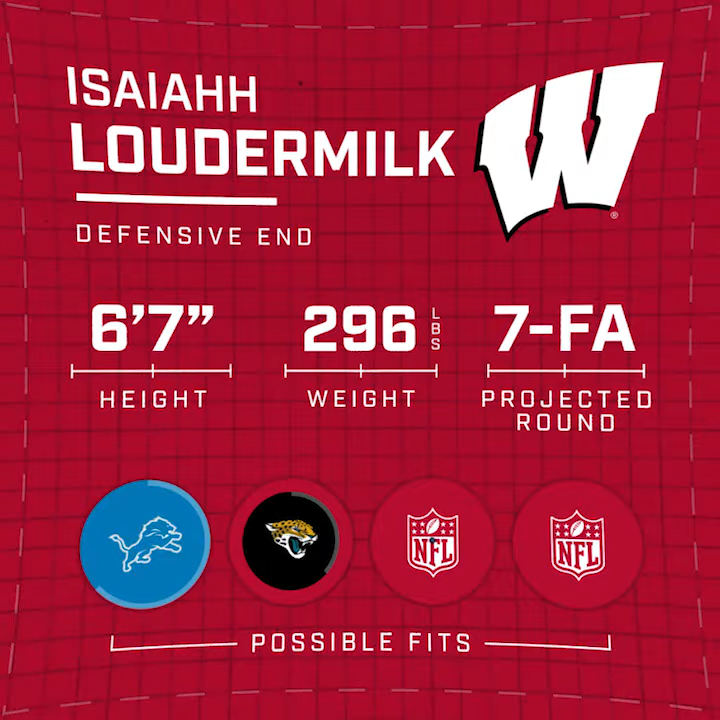 ISAIAHH
LOUDERMILK
W
®
DEFENSIVE END
6'7”
296 LBS
7-FA
HEIGHT
WEIGHT
PROJECTED
ROUND
NFL
NFL
POSSIBLE FITS